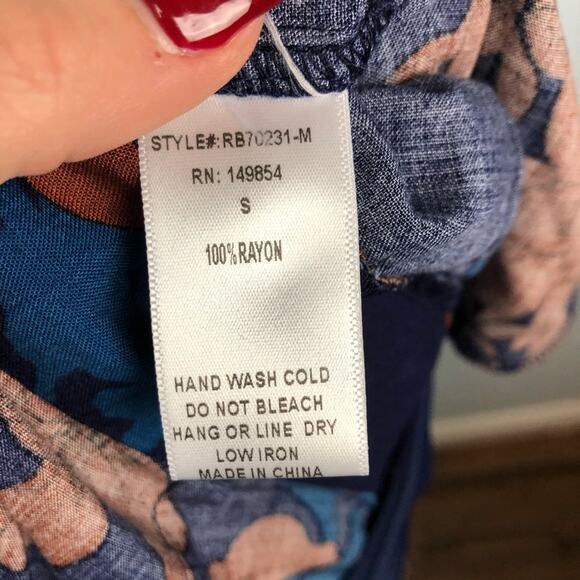 STYLE#:RB70231-M
RN: 149854
S
100%RAYON
HAND WASH COLD
DO NOT BLEACH
HANG OR LINE DRY
LOW IRON
MADE IN CHINA